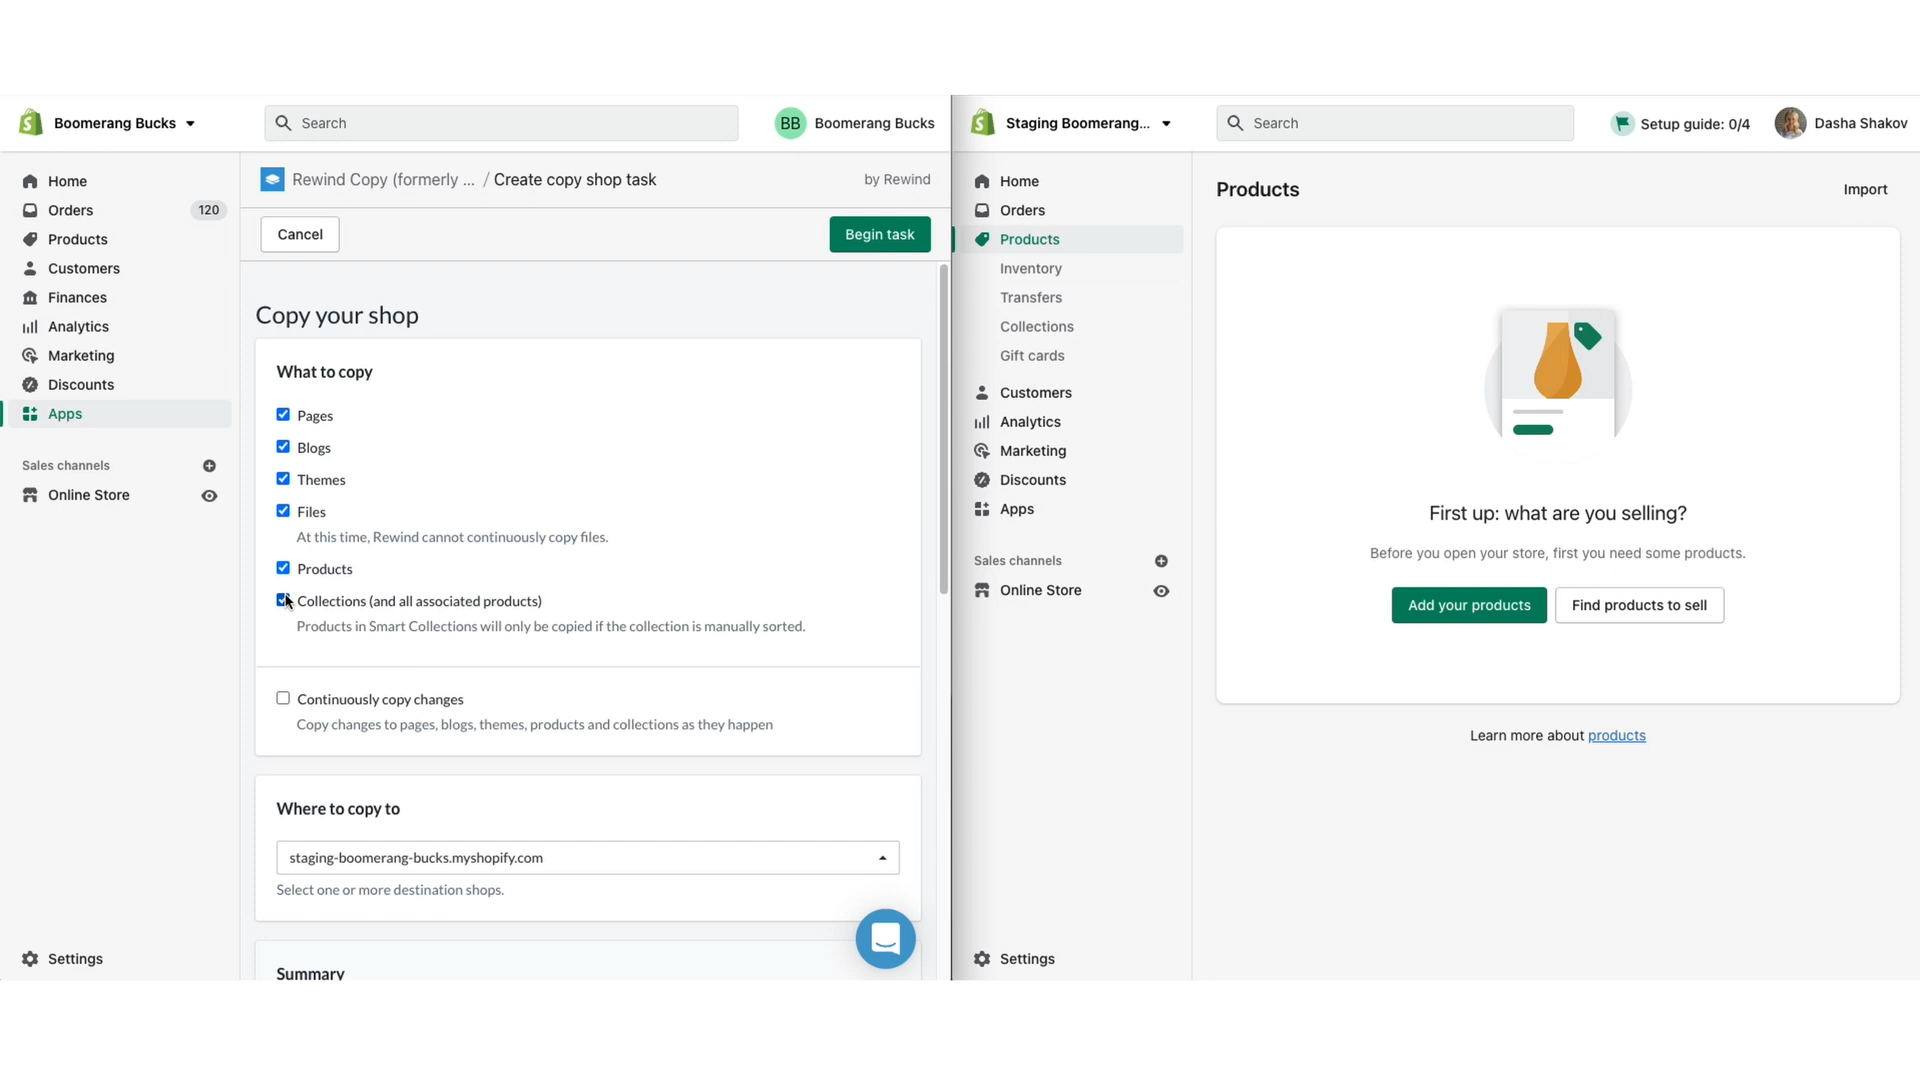 Boomerang Bucks
Search
BB Boomerang Bucks
Home
Orders 120
Products
Customers
Finances
Analytics
Marketing
Discounts
Apps
Sales channels
Online Store
Settings
Rewind Copy (formerly ... / Create copy shop task
by Rewind
Cancel
Begin task
Copy your shop
What to copy
Pages
Blogs
Themes
Files
At this time, Rewind cannot continuously copy files.
Products
Collections (and all associated products)
Products in Smart Collections will only be copied if the collection is manually sorted.
Continuously copy changes
Copy changes to pages, blogs, themes, products and collections as they happen
Where to copy to
staging-boomerang-bucks.myshopify.com
Select one or more destination shops.
Summary
Staging Boomerang...
Search
Setup guide: 0/4
Dasha Shakov
Home
Orders
Products
Inventory
Transfers
Collections
Gift cards
Customers
Analytics
Marketing
Discounts
Apps
Sales channels
Online Store
Settings
Products
Import
First up: what are you selling?
Before you open your store, first you need some products.
Add your products
Find products to sell
Learn more about products